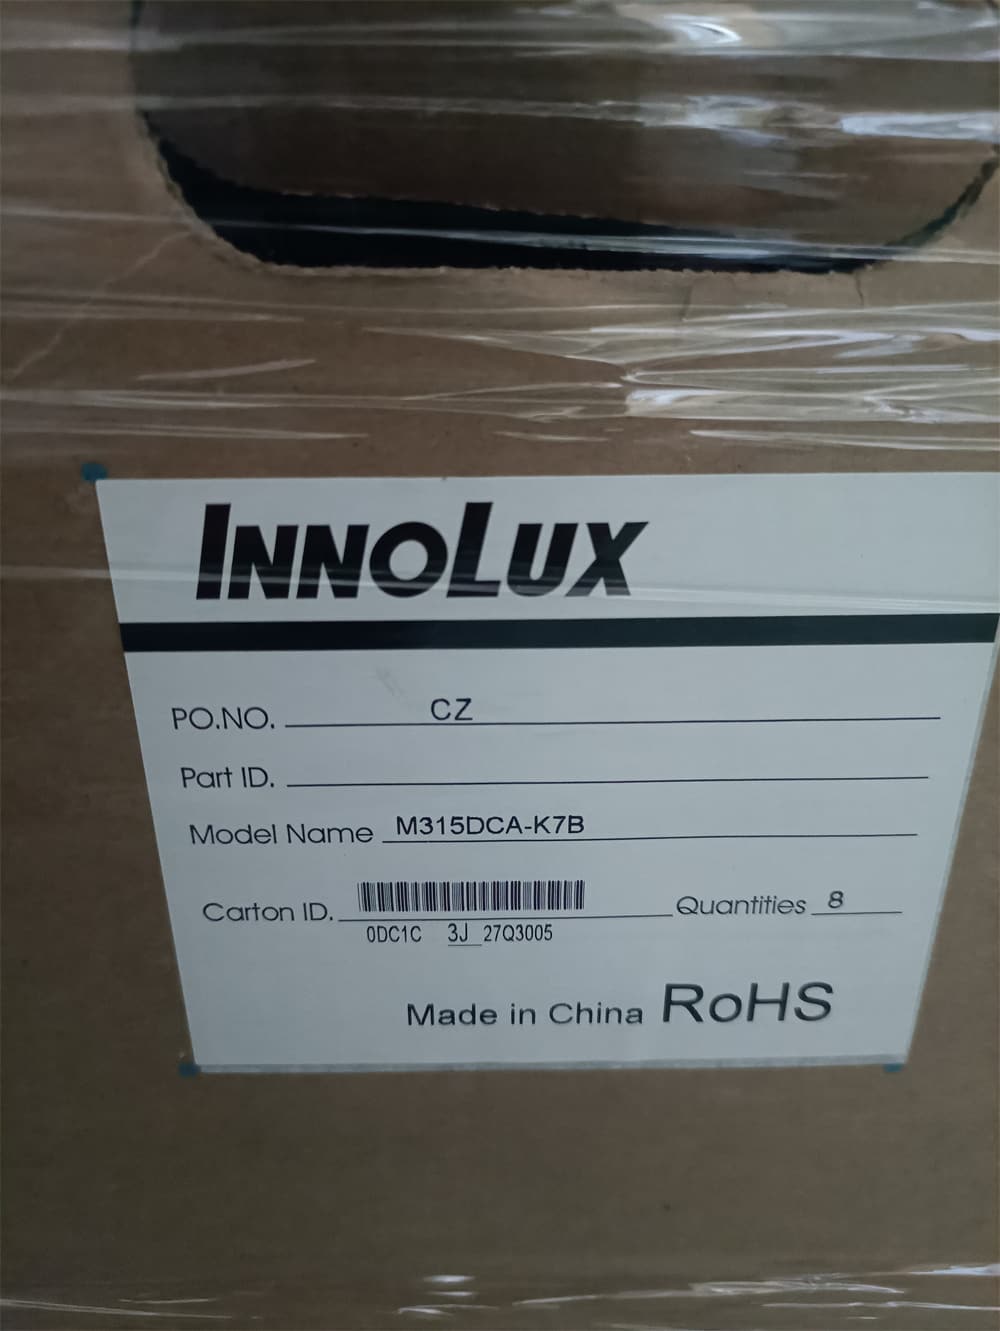 INNOLUX
PO.NO. CZ
Part ID.
Model Name M315DCA-K7B
Carton ID. Quantities 8
0DC1C 3J 27Q3005
Made in China RoHS